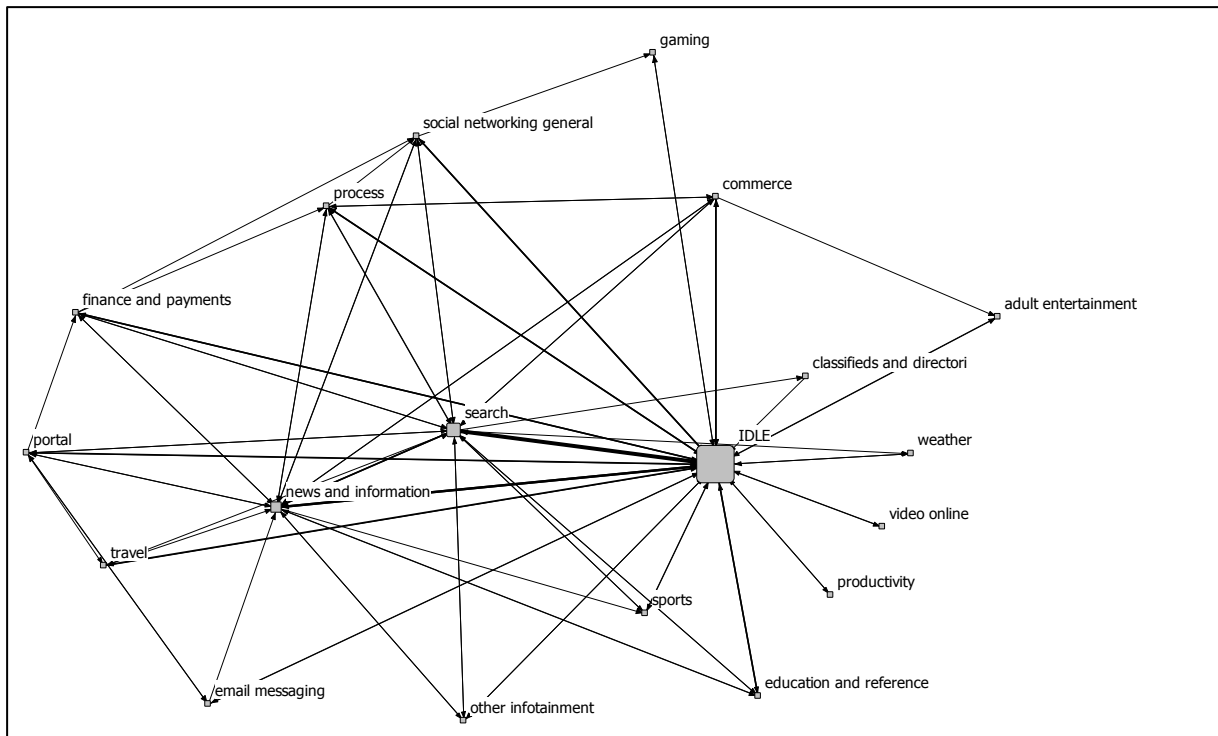 gaming
social networking general
commerce
process
finance and payments
adult entertainment
classifieds and directori
search
IDLE
portal
weather
news and information
video online
travel
productivity
sports
education and reference
email messaging
other infotainment